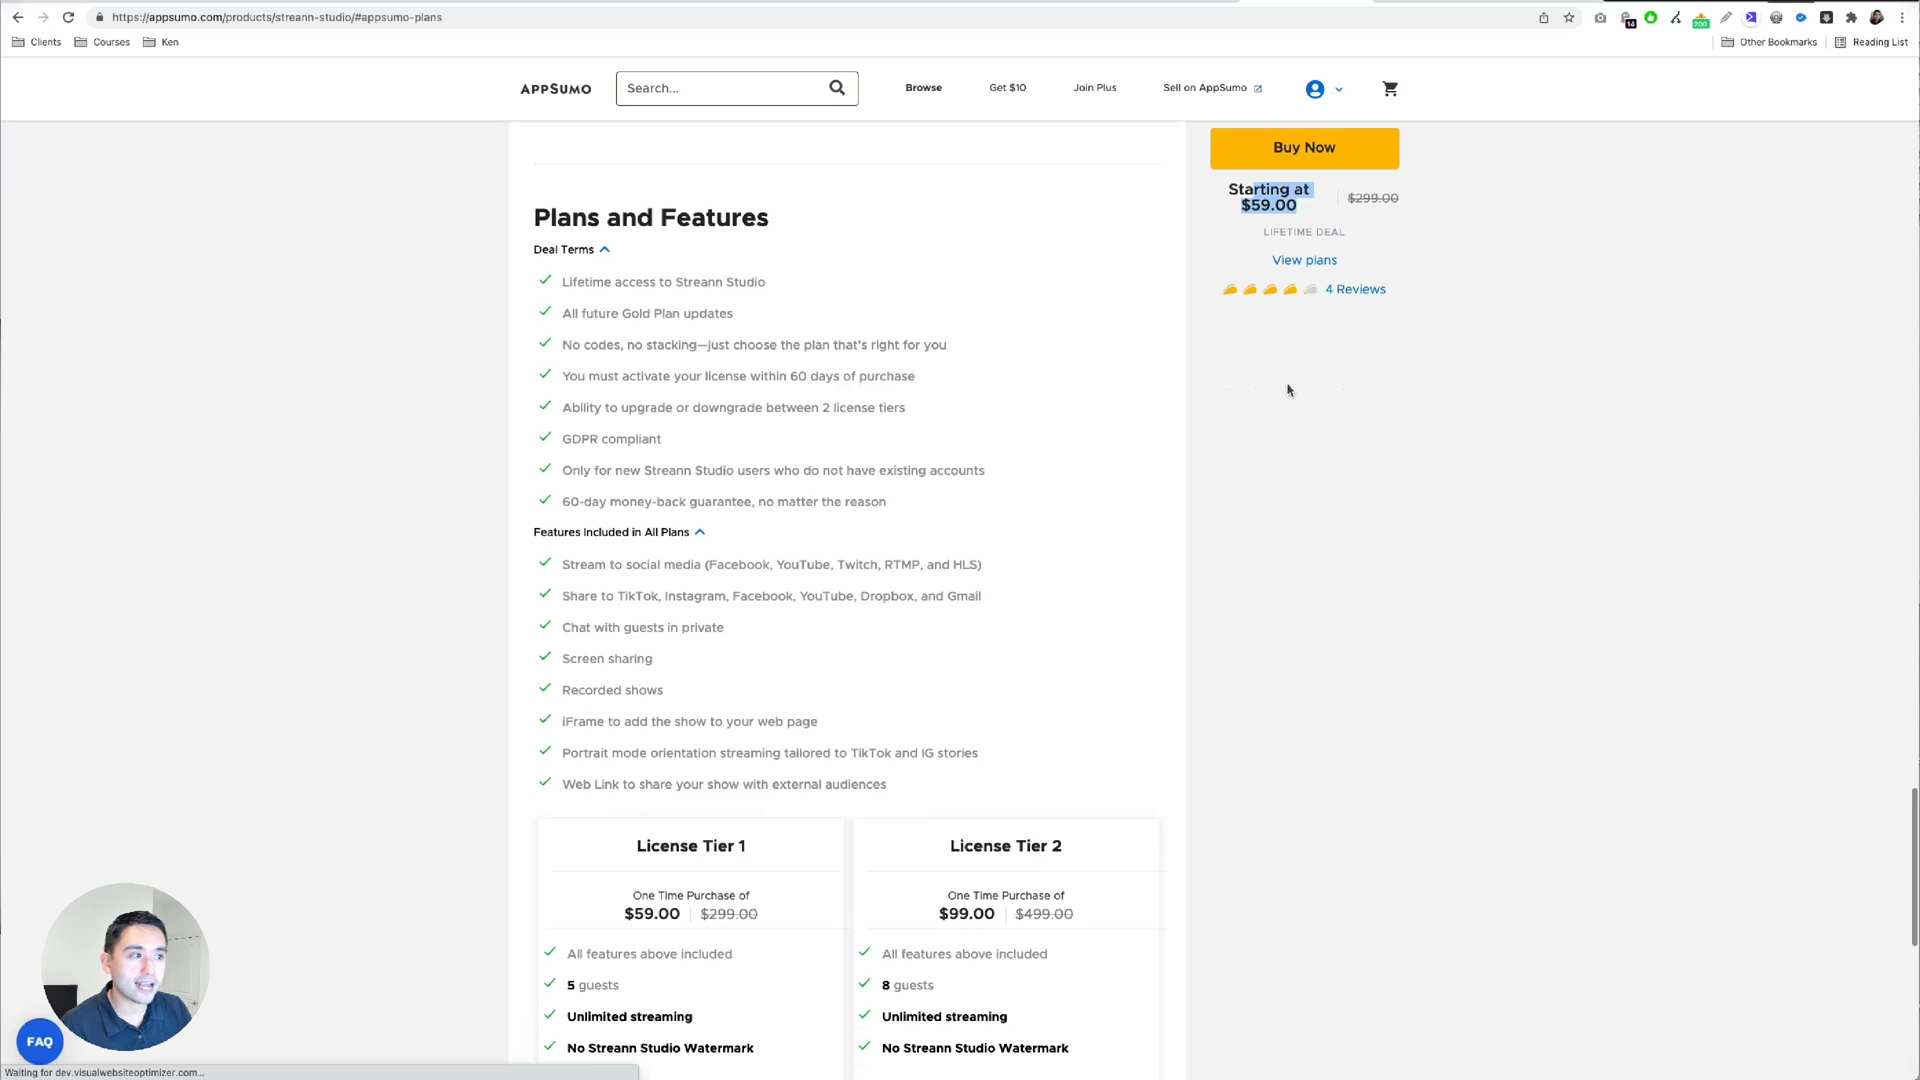 https://appsumo.com/products/streann-studio/#appsumo-plans
14
200
Clients
Courses
Ken
Other Bookmarks
Reading List
APPSUMO
Search...
Browse
Get $10
Join Plus
Sell on AppSumo
Buy Now
Starting at
$59.00
$299.00
LIFETIME DEAL
View plans
4 Reviews
Plans and Features
Deal Terms
Lifetime access to Streann Studio
All future Gold Plan updates
No codes, no stacking—just choose the plan that's right for you
You must activate your license within 60 days of purchase
Ability to upgrade or downgrade between 2 license tiers
GDPR compliant
Only for new Streann Studio users who do not have existing accounts
60-day money-back guarantee, no matter the reason
Features Included in All Plans
Stream to social media (Facebook, YouTube, Twitch, RTMP, and HLS)
Share to TikTok, Instagram, Facebook, YouTube, Dropbox, and Gmail
Chat with guests in private
Screen sharing
Recorded shows
iFrame to add the show to your web page
Portrait mode orientation streaming tailored to TikTok and IG stories
Web Link to share your show with external audiences
License Tier 1
One Time Purchase of
$59.00 $299.00
All features above included
5 guests
Unlimited streaming
No Streann Studio Watermark
License Tier 2
One Time Purchase of
$99.00 $499.00
All features above included
8 guests
Unlimited streaming
No Streann Studio Watermark
FAQ
Waiting for dev.visualwebsiteoptimizer.com...